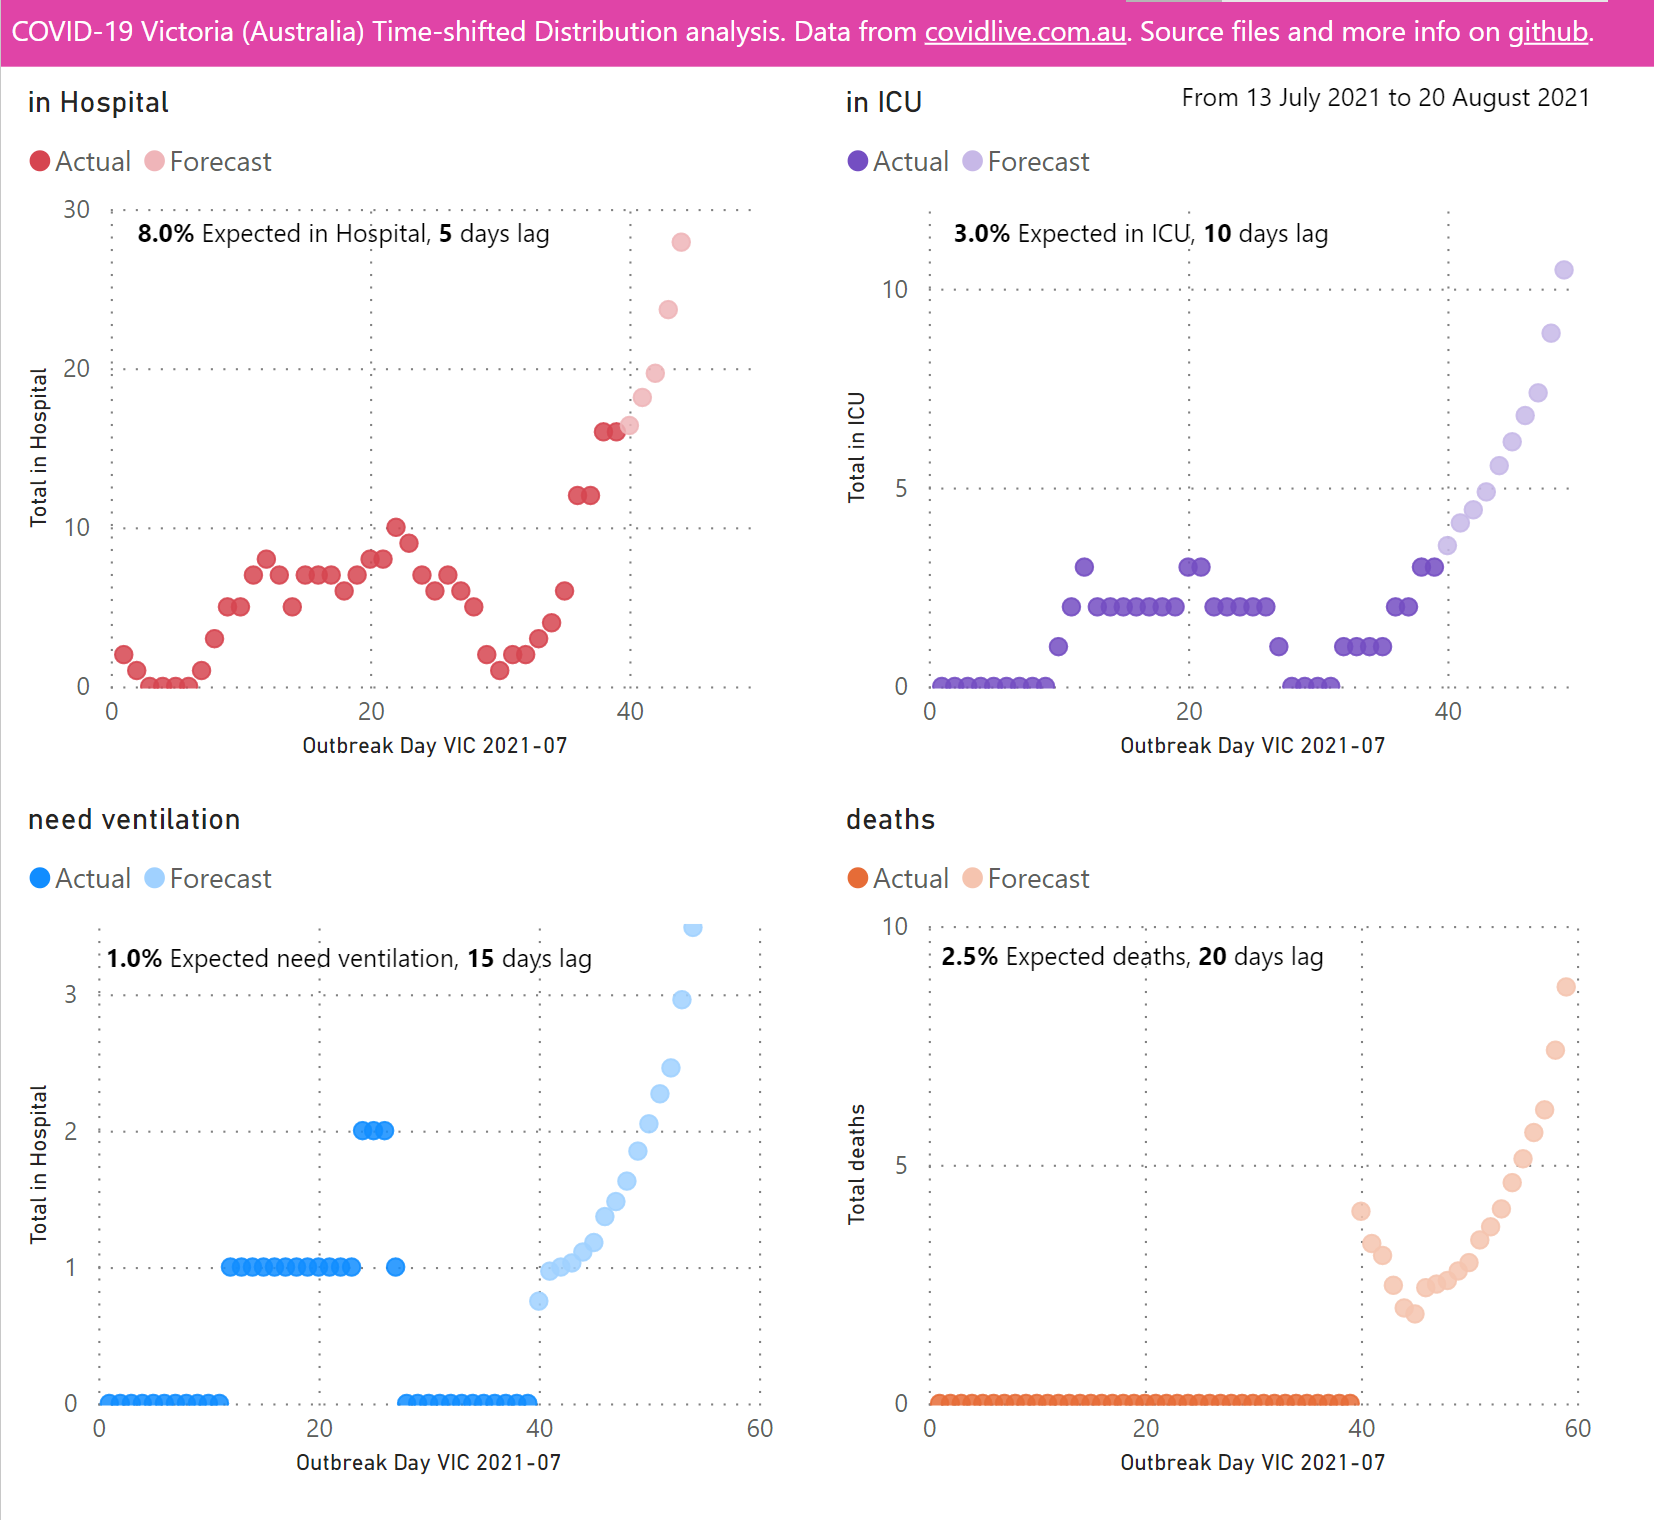 COVID-19 Victoria (Australia) Time-shifted Distribution analysis. Data from covidlive.com.au. Source files and more info on github.
in Hospital
Actual Forecast
30
8.0% Expected in Hospital, 5 days lag
20
10
0
0 20 40
Total in Hospital
Outbreak Day VIC 2021-07
in ICU
From 13 July 2021 to 20 August 2021
Actual Forecast
3.0% Expected in ICU, 10 days lag
10
5
0
0 20 40
Total in ICU
Outbreak Day VIC 2021-07
need ventilation
Actual Forecast
1.0% Expected need ventilation, 15 days lag
3
2
1
0
0 20 40 60
Total in Hospital
Outbreak Day VIC 2021-07
deaths
Actual Forecast
10
2.5% Expected deaths, 20 days lag
5
0
0 20 40 60
Total deaths
Outbreak Day VIC 2021-07